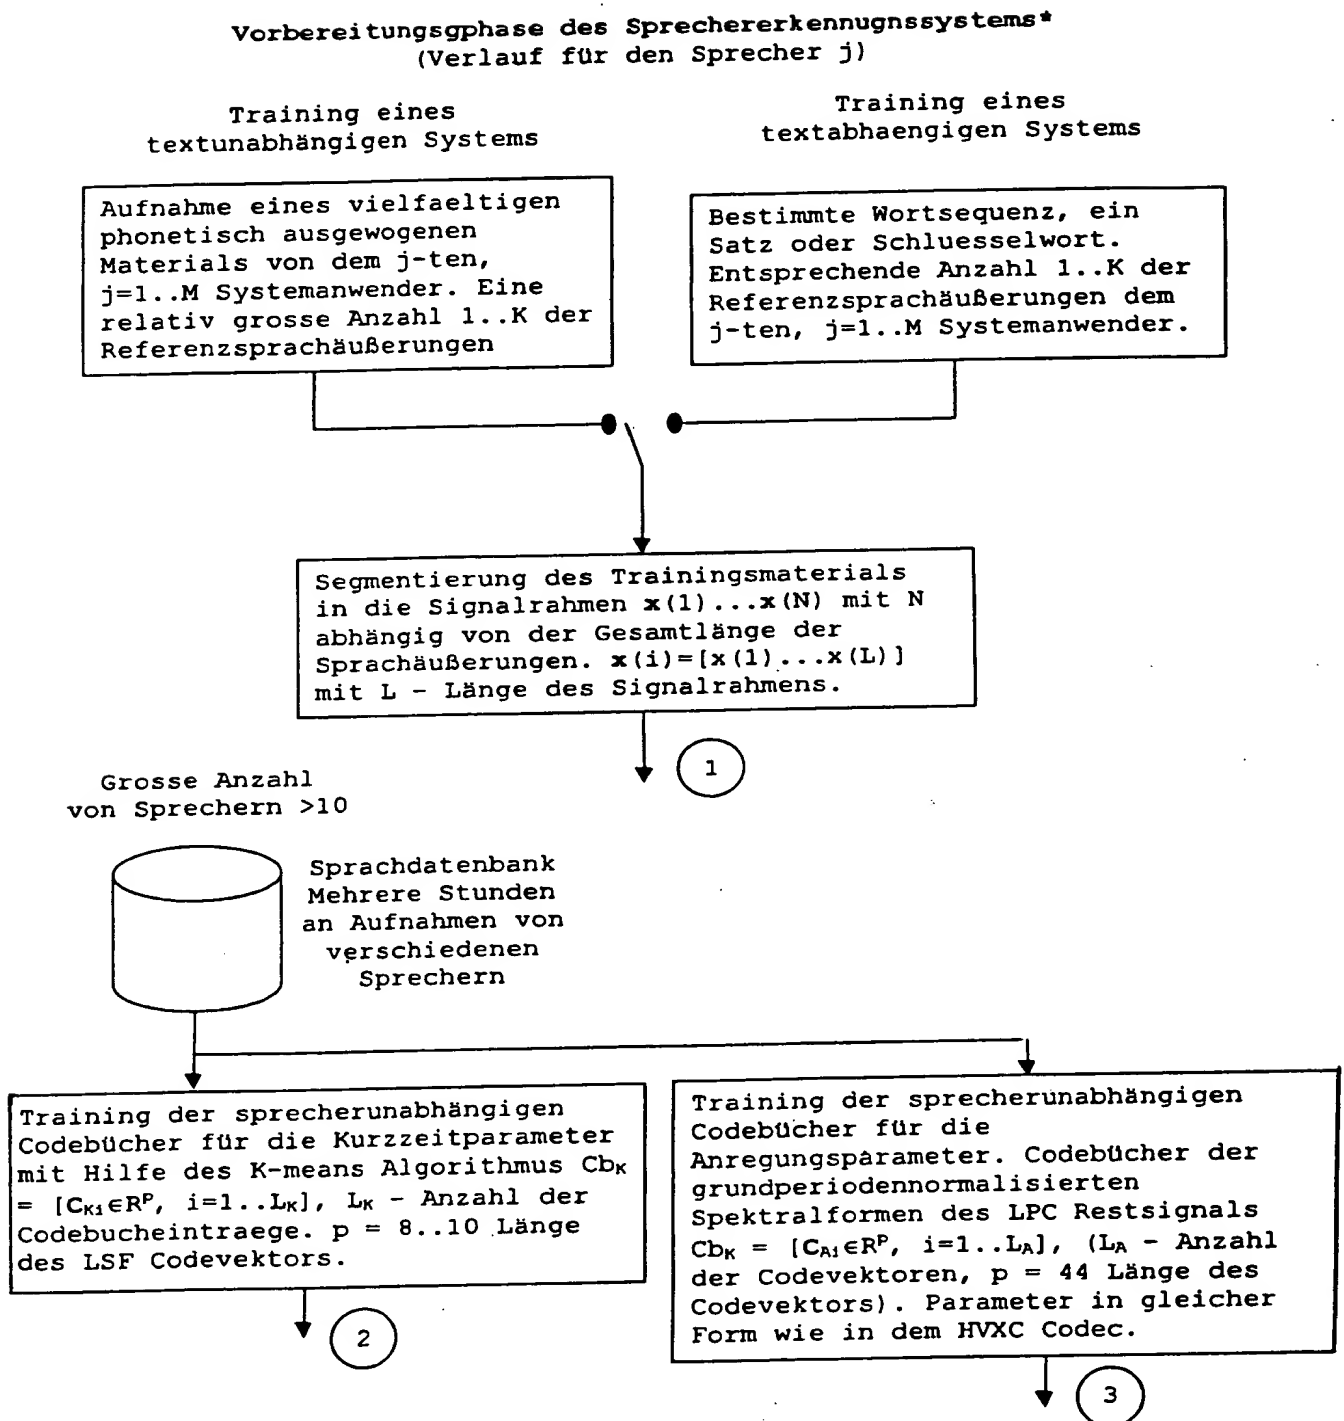 Vorbereitungsgphase des Sprechererkennugnssystems*
(Verlauf für den Sprecher j)
Training eines
textunabhängigen Systems
Training eines
textabhaengigen Systems
Aufnahme eines vielfaeltigen
phonetisch ausgewogenen
Materials von dem j-ten,
j=1..M Systemanwender. Eine
relativ grosse Anzahl 1..K der
Referenzsprachäußerungen
Bestimmte Wortsequenz, ein
Satz oder Schluesselwort.
Entsprechende Anzahl 1..K der
Referenzsprachäußerungen dem
j-ten, j=1..M Systemanwender.
Segmentierung des Trainingsmaterials
in die Signalrahmen x(1)...x(N) mit N
abhängig von der Gesamtlänge der
Sprachäußerungen. x(i)=[x(1)...x(L)]
mit L - Länge des Signalrahmens.
1
Grosse Anzahl
von Sprechern >10
Sprachdatenbank
Mehrere Stunden
an Aufnahmen von
verschiedenen
Sprechern
Training der sprecherunabhängigen
Codebücher für die Kurzzeitparameter
mit Hilfe des K-means Algorithmus Cbₖ
= [Cₖᵢ∈Rᴾ, i=1..Lₖ], Lₖ - Anzahl der
Codebucheintraege. p = 8..10 Länge
des LSF Codevektors.
2
Training der sprecherunabhängigen
Codebücher für die
Anregungsparameter. Codebücher der
grundperiodennormalisierten
Spektralformen des LPC Restsignals
Cbₖ = [C_Ai∈Rᴾ, i=1..L_A], (L_A - Anzahl
der Codevektoren, p = 44 Länge des
Codevektors). Parameter in gleicher
Form wie in dem HVXC Codec.
3